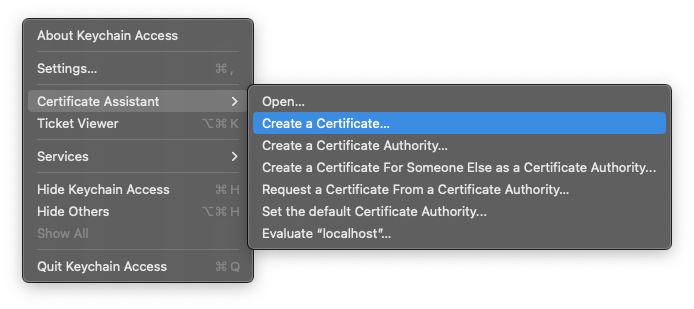 About Keychain Access
Settings...
⌘ ,
Certificate Assistant
Ticket Viewer
⌥⌘ K
Services
Hide Keychain Access
⌘ H
Hide Others
⌥⌘ H
Show All
Quit Keychain Access
⌘ Q
Open...
Create a Certificate...
Create a Certificate Authority...
Create a Certificate For Someone Else as a Certificate Authority...
Request a Certificate From a Certificate Authority...
Set the default Certificate Authority...
Evaluate “localhost”...